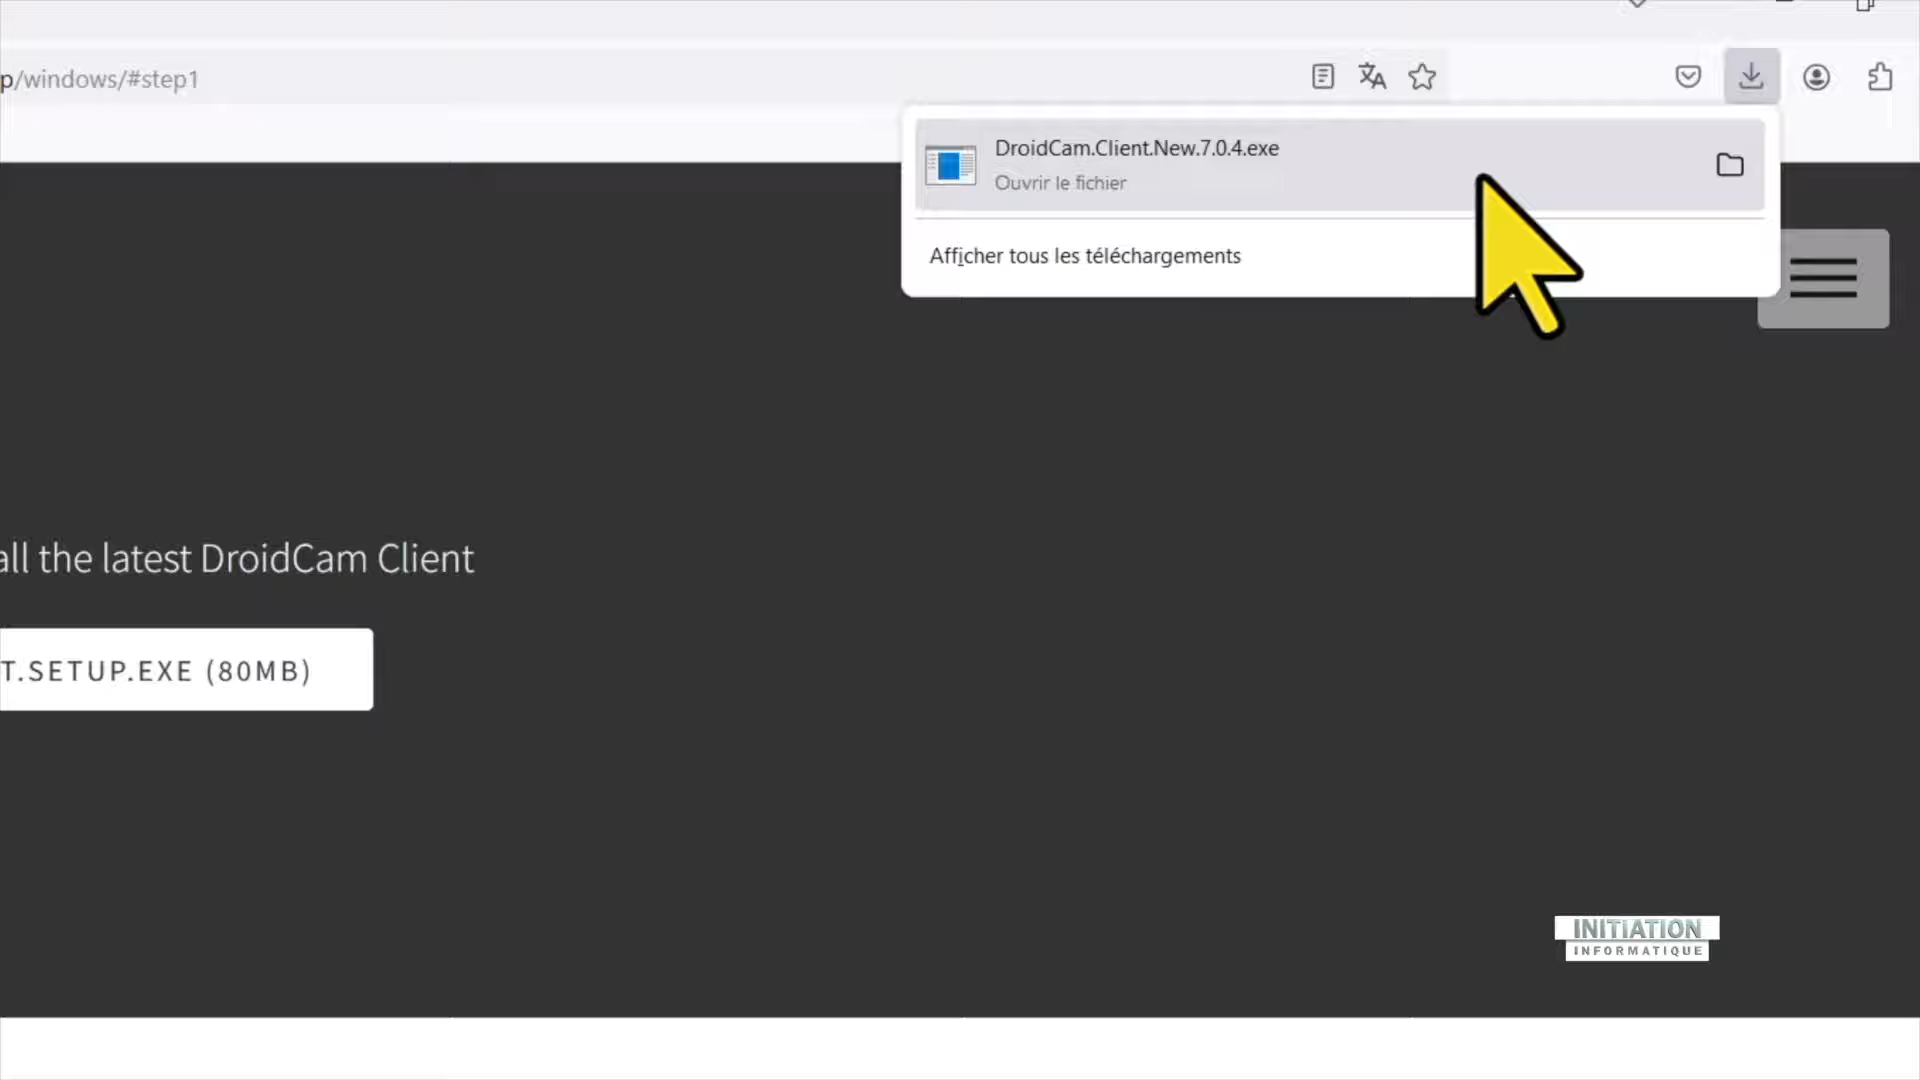 p/windows/#step1
DroidCam.Client.New.7.0.4.exe
Ouvrir le fichier
Afficher tous les téléchargements
all the latest DroidCam Client
T.SETUP.EXE (80MB)
INITIATION
INFORMATIQUE